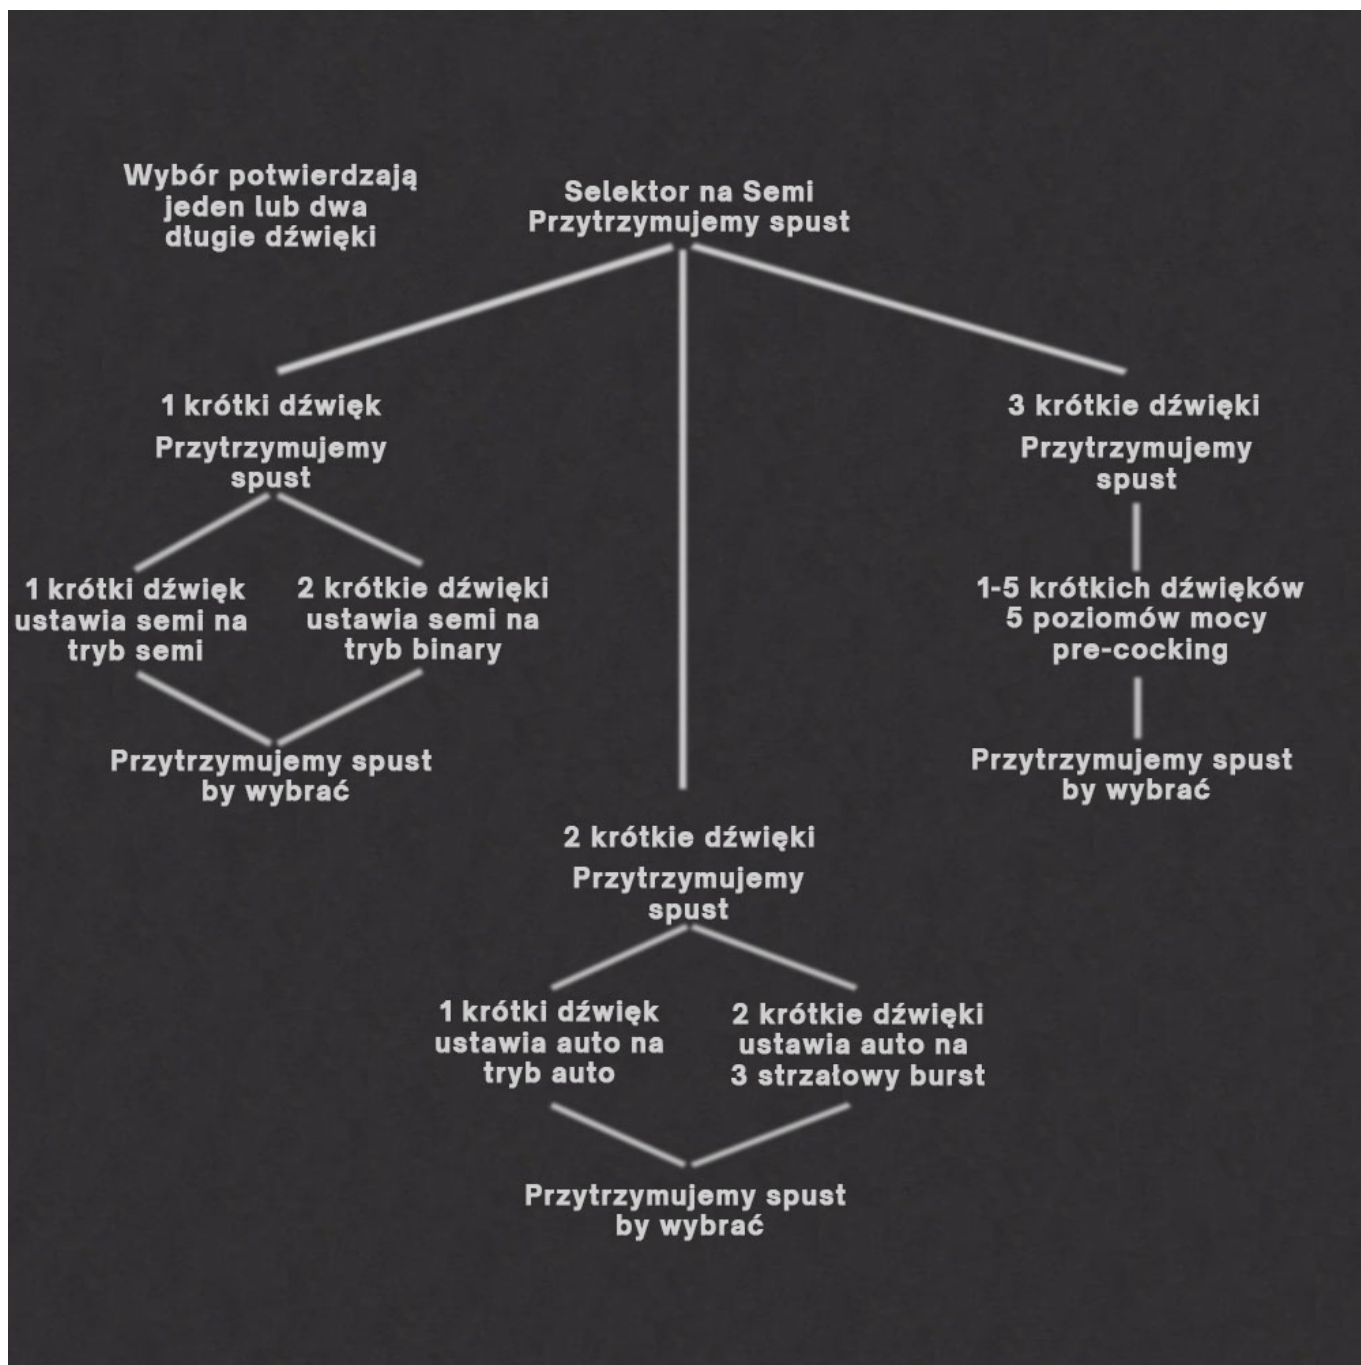 Wybór potwierdzają
jeden lub dwa
długie dźwięki
Selektor na Semi
Przytrzymujemy spust
1 krótki dźwięk
Przytrzymujemy
spust
1 krótki dźwięk
ustawia semi na
tryb semi
2 krótkie dźwięki
ustawia semi na
tryb binary
Przytrzymujemy spust
by wybrać
3 krótkie dźwięki
Przytrzymujemy
spust
1-5 krótkich dźwięków
5 poziomów mocy
pre-cocking
Przytrzymujemy spust
by wybrać
2 krótkie dźwięki
Przytrzymujemy
spust
1 krótki dźwięk
ustawia auto na
tryb auto
2 krótkie dźwięki
ustawia auto na
3 strzałowy burst
Przytrzymujemy spust
by wybrać